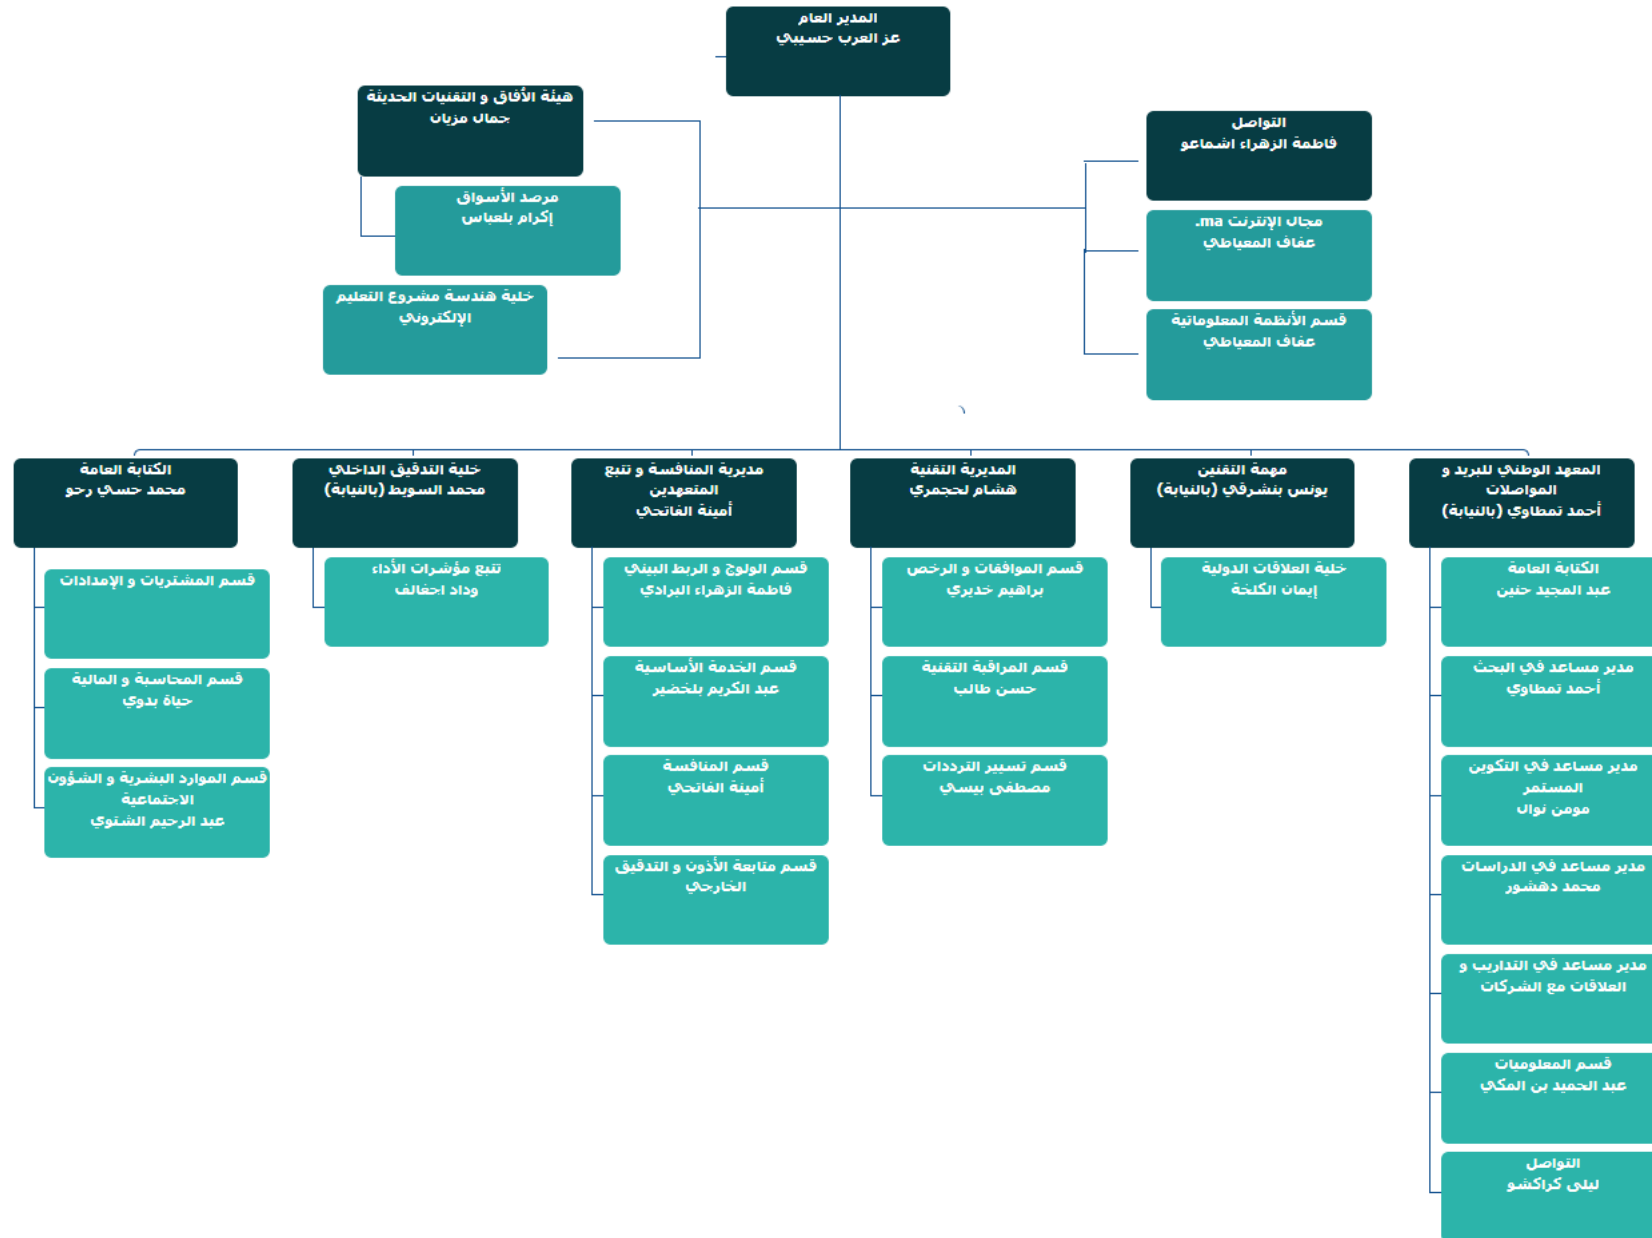 المدير العام
عز العرب حسيبي
هيئة الأفاق و التقنيات الحديثة
جمال مزيان
مرصد الأسواق
إكرام بلعباس
خلية هندسة مشروع التعليم
الإلكتروني
التواصل
فاطمة الزهراء اشماعو
مجال الإنترنت ma.
عفاف المعياطي
قسم الأنظمة المعلوماتية
عفاف المعياطي
المعهد الوطني للبريد و
المواصلات
أحمد تمطاوي (بالنيابة)
الكتابة العامة
عبد المجيد حنين
مدير مساعد في البحث
أحمد تمطاوي
مدير مساعد في التكوين
المستمر
مومن نوال
مدير مساعد في الدراسات
محمد دهشور
مدير مساعد في التداريب و
العلاقات مع الشركات
قسم المعلوميات
عبد الحميد بن المكي
التواصل
ليلى كراكشو
مهمة التقنين
يونس بنشرقي (بالنيابة)
خلية العلاقات الدولية
إيمان الكلخة
المديرية التقنية
هشام لحجمري
قسم الموافقات و الرخص
براهيم خديري
قسم المراقبة التقنية
حسن طالب
قسم تسيير الترددات
مصطفى بيسي
مديرية المنافسة و تتبع
المتعهدين
أمينة الفاتحي
قسم الولوج و الربط البيني
فاطمة الزهراء البرادي
قسم الخدمة الأساسية
عبد الكريم بلخضير
قسم المنافسة
أمينة الفاتحي
قسم متابعة الأذون و التدقيق
الخارجي
خلية التدقيق الداخلي
محمد السويط (بالنيابة)
تتبع مؤشرات الأداء
وداد احغالف
الكتابة العامة
محمد حسي رحو
قسم المشتريات و الإمدادات
قسم المحاسبة و المالية
حياة بدوي
قسم الموارد البشرية و الشؤون
الاجتماعية
عبد الرحيم الشتوي